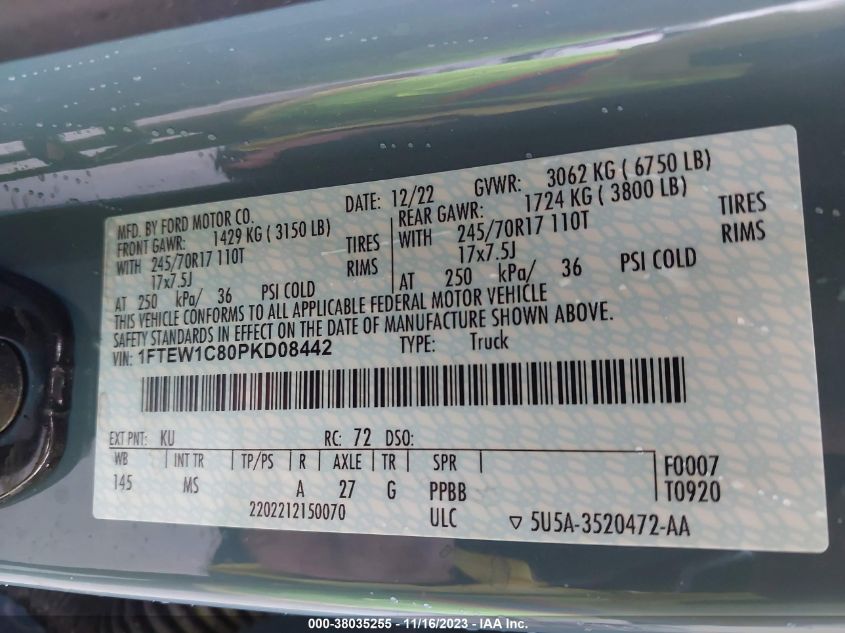 MFD. BY FORD MOTOR CO. DATE: 12/22 GVWR: 3062 KG ( 6750 LB)
FRONT GAWR: 1429 KG ( 3150 LB) REAR GAWR: 1724 KG ( 3800 LB)
WITH 245/70R17 110T TIRES WITH 245/70R17 110T TIRES
17x7.5J RIMS 17x7.5J RIMS
AT 250 kPa/ 36 PSI COLD AT 250 kPa/ 36 PSI COLD
THIS VEHICLE CONFORMS TO ALL APPLICABLE FEDERAL MOTOR VEHICLE
SAFETY STANDARDS IN EFFECT ON THE DATE OF MANUFACTURE SHOWN ABOVE.
VIN: 1FTEW1C80PKD08442 TYPE: Truck
EXT PNT: KU RC: 72 DSO:
WB INT TR TP/PS R AXLE TR SPR F0007
145 MS A 27 G PPBB T0920
2202212150070 ULC ▽ 5U5A-3520472-AA
000-38035255 - 11/16/2023 - IAA Inc.